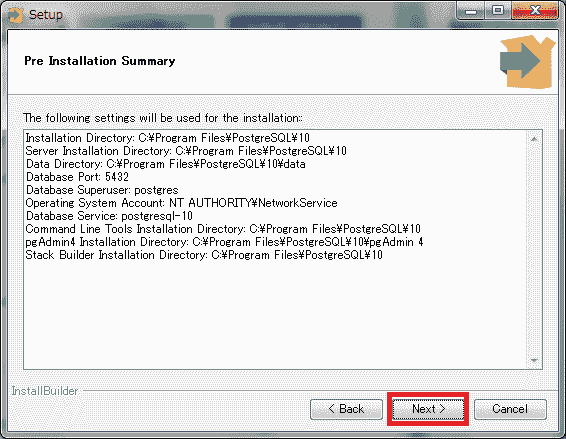 Setup
Pre Installation Summary
The following settings will be used for the installation::
Installation Directory: C:¥Program Files¥PostgreSQL¥10
Server Installation Directory: C:¥Program Files¥PostgreSQL¥10
Data Directory: C:¥Program Files¥PostgreSQL¥10¥data
Database Port: 5432
Database Superuser: postgres
Operating System Account: NT AUTHORITY¥NetworkService
Database Service: postgresql-10
Command Line Tools Installation Directory: C:¥Program Files¥PostgreSQL¥10
pgAdmin4 Installation Directory: C:¥Program Files¥PostgreSQL¥10¥pgAdmin 4
Stack Builder Installation Directory: C:¥Program Files¥PostgreSQL¥10
InstallBuilder
< Back
Next >
Cancel